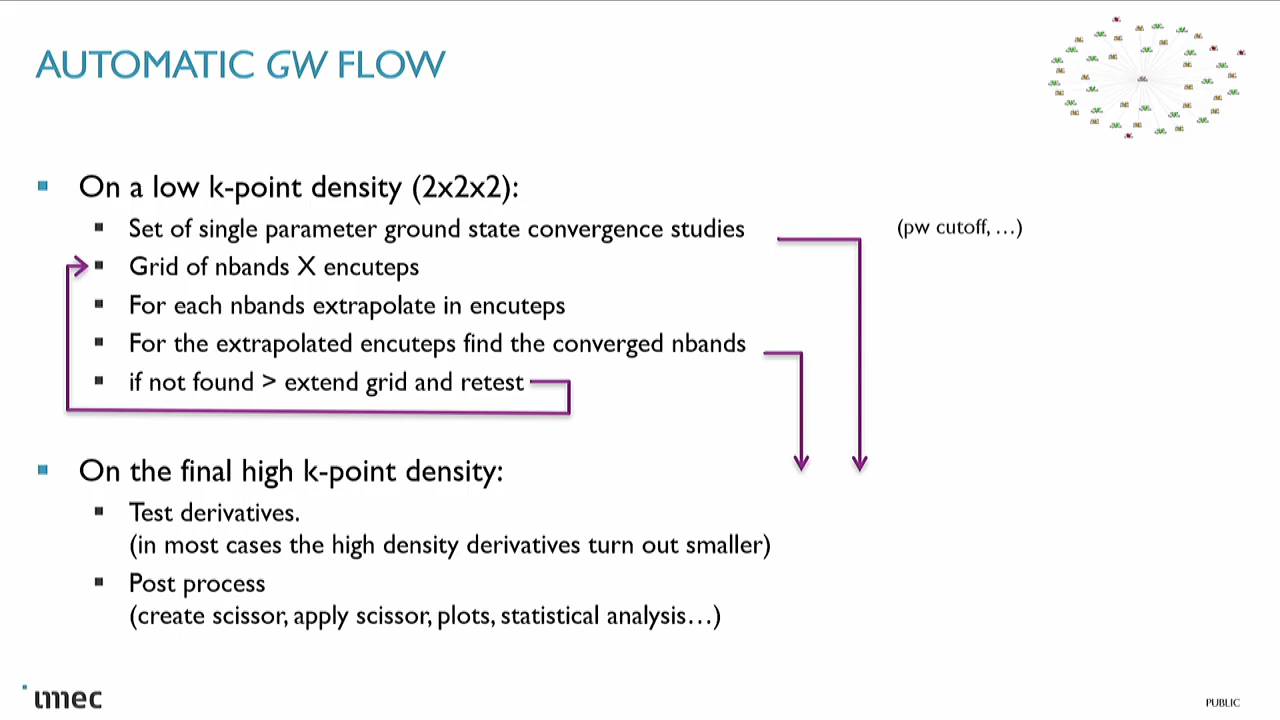 AUTOMATIC GW FLOW
On a low k-point density (2x2x2):
Set of single parameter ground state convergence studies
(pw cutoff, …)
Grid of nbands X encuteps
For each nbands extrapolate in encuteps
For the extrapolated encuteps find the converged nbands
if not found > extend grid and retest
On the final high k-point density:
Test derivatives.
(in most cases the high density derivatives turn out smaller)
Post process
(create scissor, apply scissor, plots, statistical analysis…)
imec
PUBLIC